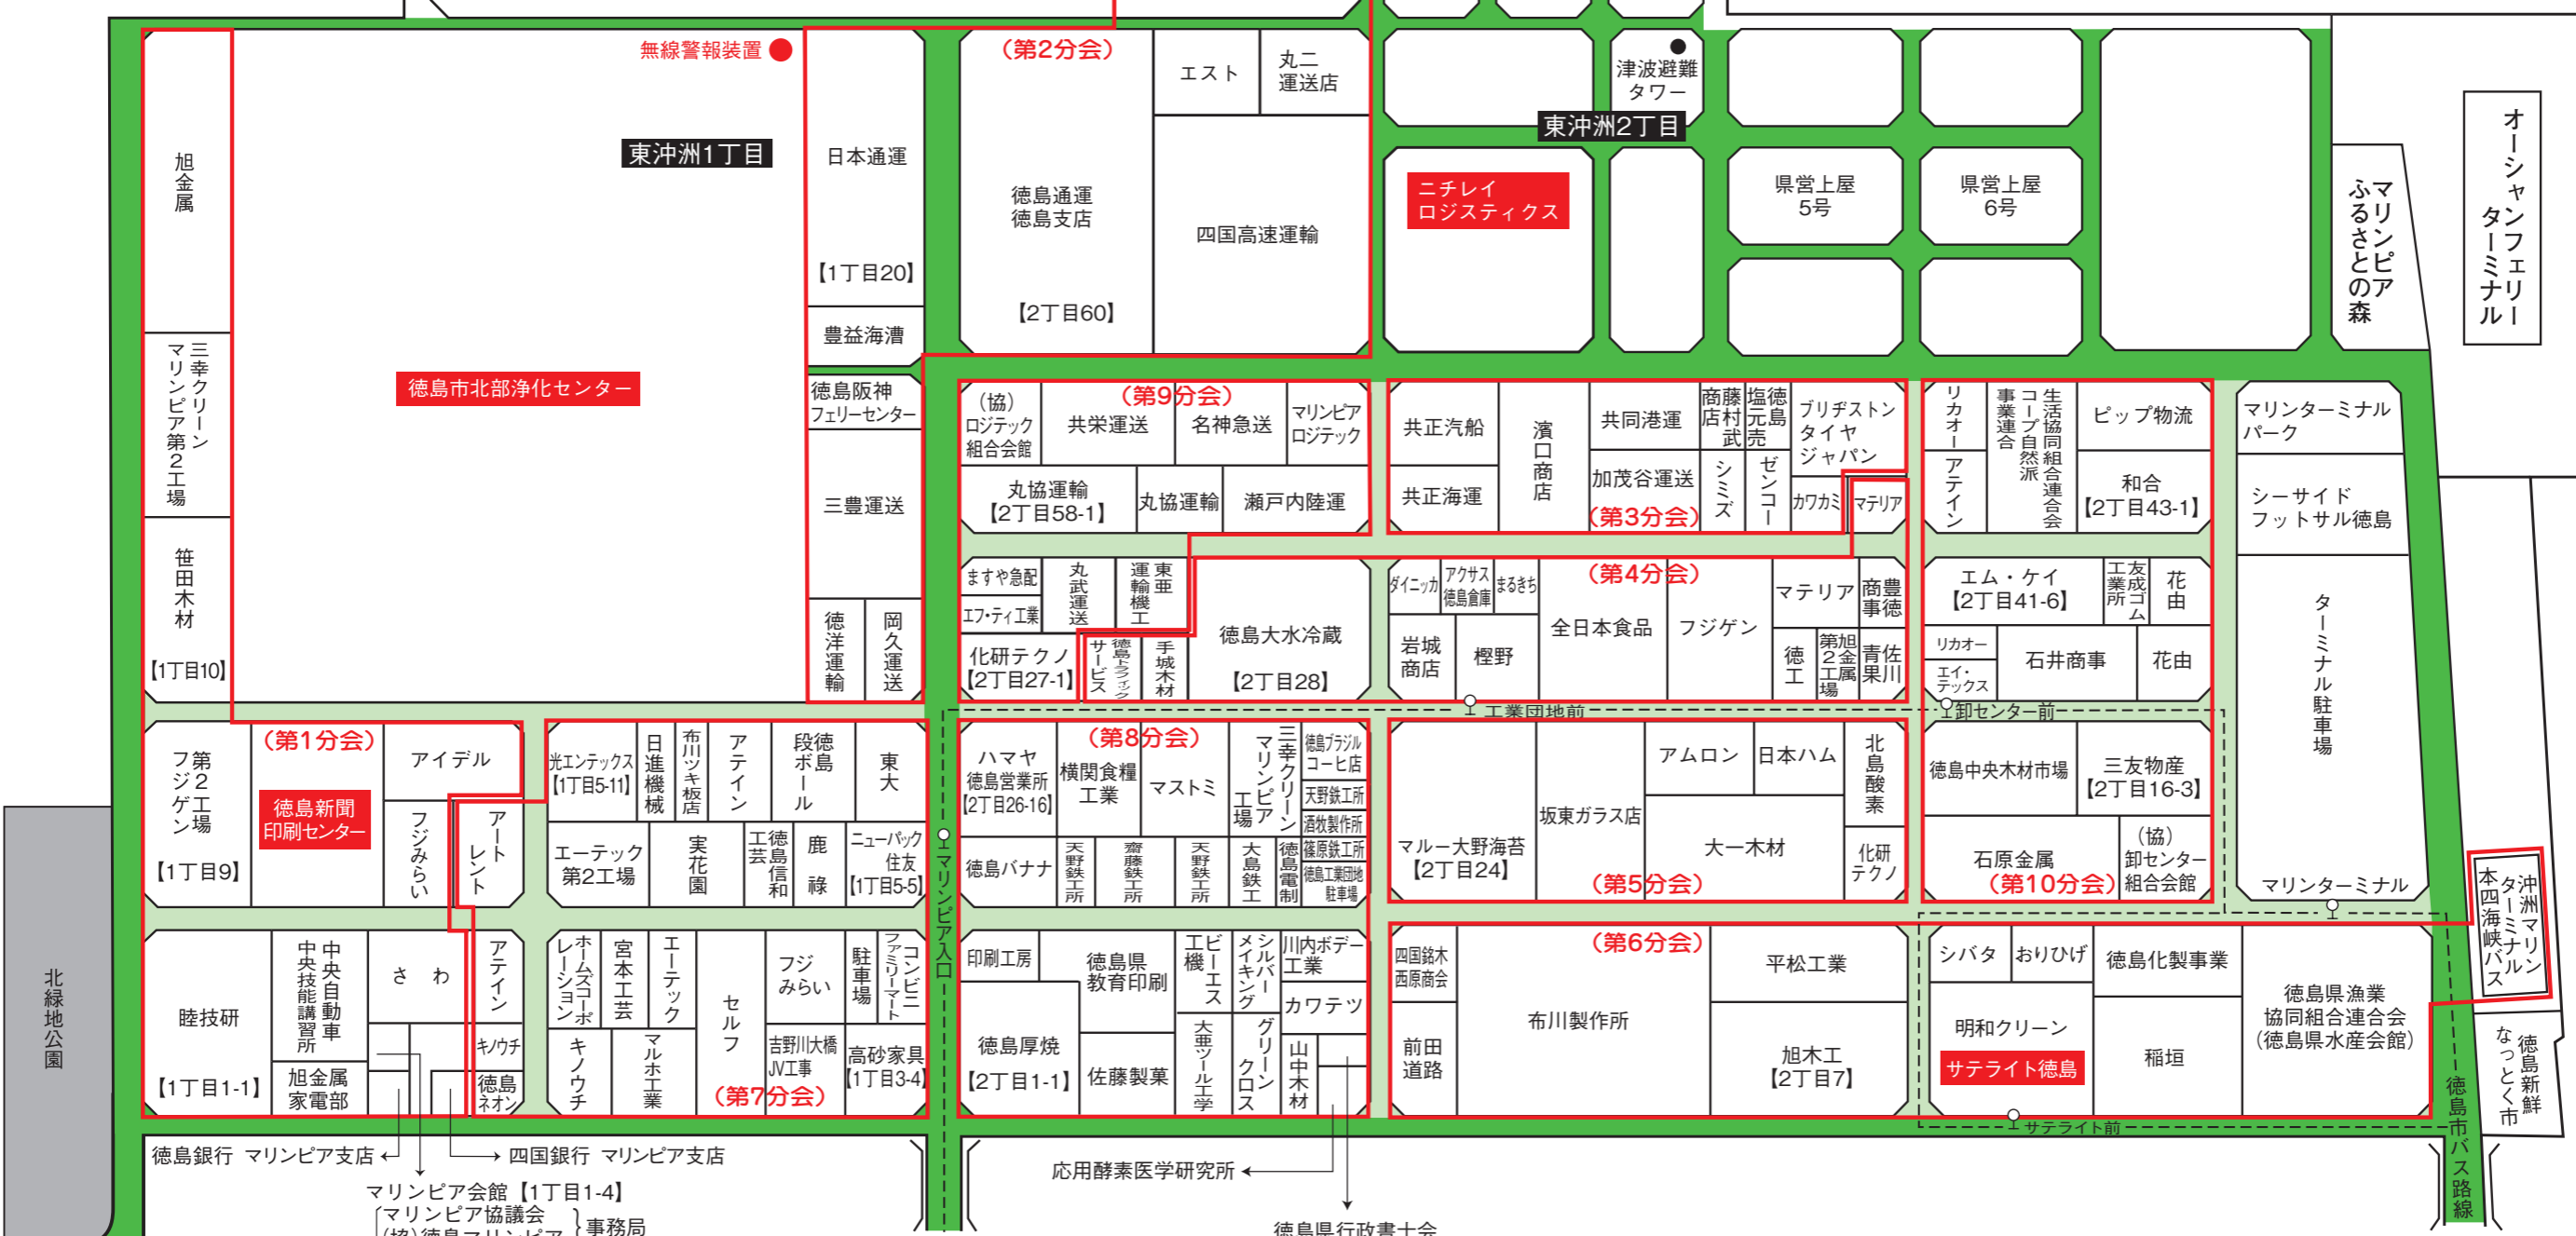 無線警報装置
東沖洲1丁目
旭金属
三幸クリーン
マリンピア第2工場
笹田木材
【1丁目10】
徳島市北部浄化センター
日本通運
【1丁目20】
豊益海漕
徳島阪神
フェリーセンター
三豊運送
徳洋運輸
岡久運送
(第2分会)
徳島通運
徳島支店
【2丁目60】
エスト
丸二
運送店
四国高速運輸
津波避難
タワー
東沖洲2丁目
ニチレイ
ロジスティクス
県営上屋
5号
県営上屋
6号
マリンピア
ふるさとの森
オーシャンフェリー
ターミナル
(第9分会)
(協)
ロジテック
組合会館
共栄運送
名神急送
マリンピア
ロジテック
丸協運輸
【2丁目58-1】
丸協運輸
瀬戸内陸運
ますや急配
エフ・ティ工業
丸武運送
東亜
運輸機工
化研テクノ
【2丁目27-1】
徳島トラフィック
サービス
手城木材
徳島大水冷蔵
【2丁目28】
共正汽船
共正海運
濱口商店
共同港運
加茂谷運送
(第3分会)
藤村武
商店
シミズ
徳島
塩元売
ゼンコー
ブリヂストン
タイヤ
ジャパン
カワカミ
マテリア
(第4分会)
ダイニッカ
アクサス
徳島倉庫
まるきち
岩城
商店
樫野
全日本食品
フジゲン
マテリア
豊徳
商事
徳工
旭金属
第2工場
佐川
青果
リカオー
アテイン
生活協同組合連合会
コープ自然派
事業連合
ピップ物流
和合
【2丁目43-1】
エム・ケイ
【2丁目41-6】
友成ゴム
工業所
花由
リカオー
エイ・
テックス
石井商事
花由
マリンターミナル
パーク
シーサイド
フットサル徳島
ターミナル駐車場
マリンターミナル
工業団地前
卸センター前
第2工場
フジゲン
【1丁目9】
(第1分会)
徳島新聞
印刷センター
アイデル
フジみらい
アート
レント
光エンテックス
【1丁目5-11】
日進機械
布川ツキ板店
アテイン
徳島
段ボール
東大
エーテック
第2工場
実花園
徳島信和
工芸
鹿緑
ニューパック
住友
【1丁目5-5】
マリンピア入口
(第8分会)
ハマヤ
徳島営業所
【2丁目26-16】
横関食糧
工業
マストミ
三幸クリーン
マリンピア
工場
徳島ブラジル
コーヒ店
天野鉄工所
酒牧製作所
篠原鉄工所
徳島工業団地
駐車場
徳島バナナ
天野鉄工所
齋藤鉄工所
天野鉄工所
大島鉄工
徳島電制
マルー大野海苔
【2丁目24】
坂東ガラス店
アムロン
日本ハム
北島酸素
大一木材
化研
テクノ
(第5分会)
徳島中央木材市場
三友物産
【2丁目16-3】
石原金属
(第10分会)
(協)
卸センター
組合会館
沖洲マリン
ターミナル
本四海峡バス
北緑地公園
睦技研
【1丁目1-1】
中央自動車
中央技能講習所
旭金属
家電部
さわ
アテイン
キノウチ
徳島
ネオン
ホームズコーポ
レーション
宮本工芸
エーテック
キノウチ
マルホ工業
セルフ
フジ
みらい
吉野川大橋
JV工事
駐車場
コンビニ
ファミリーマート
高砂家具
【1丁目3-4】
(第7分会)
印刷工房
徳島厚焼
【2丁目1-1】
徳島県
教育印刷
佐藤製菓
ビーエス
工機
シルバー
メイキング
大亜ツール工学
グリーン
クロス
川内ボデー
工業
カワテツ
山中木材
(第6分会)
四国銘木
西原商会
前田
道路
布川製作所
平松工業
旭木工
【2丁目7】
シバタ
おりひげ
徳島化製事業
明和クリーン
サテライト徳島
稲垣
徳島県漁業
協同組合連合会
(徳島県水産会館)
サテライト前
徳島新鮮
なっとく市
徳島市バス路線
徳島銀行 マリンピア支店
四国銀行 マリンピア支店
マリンピア会館【1丁目1-4】
マリンピア協議会
(協)徳島マリンピア
事務局
応用酵素医学研究所
徳島県行政書士会